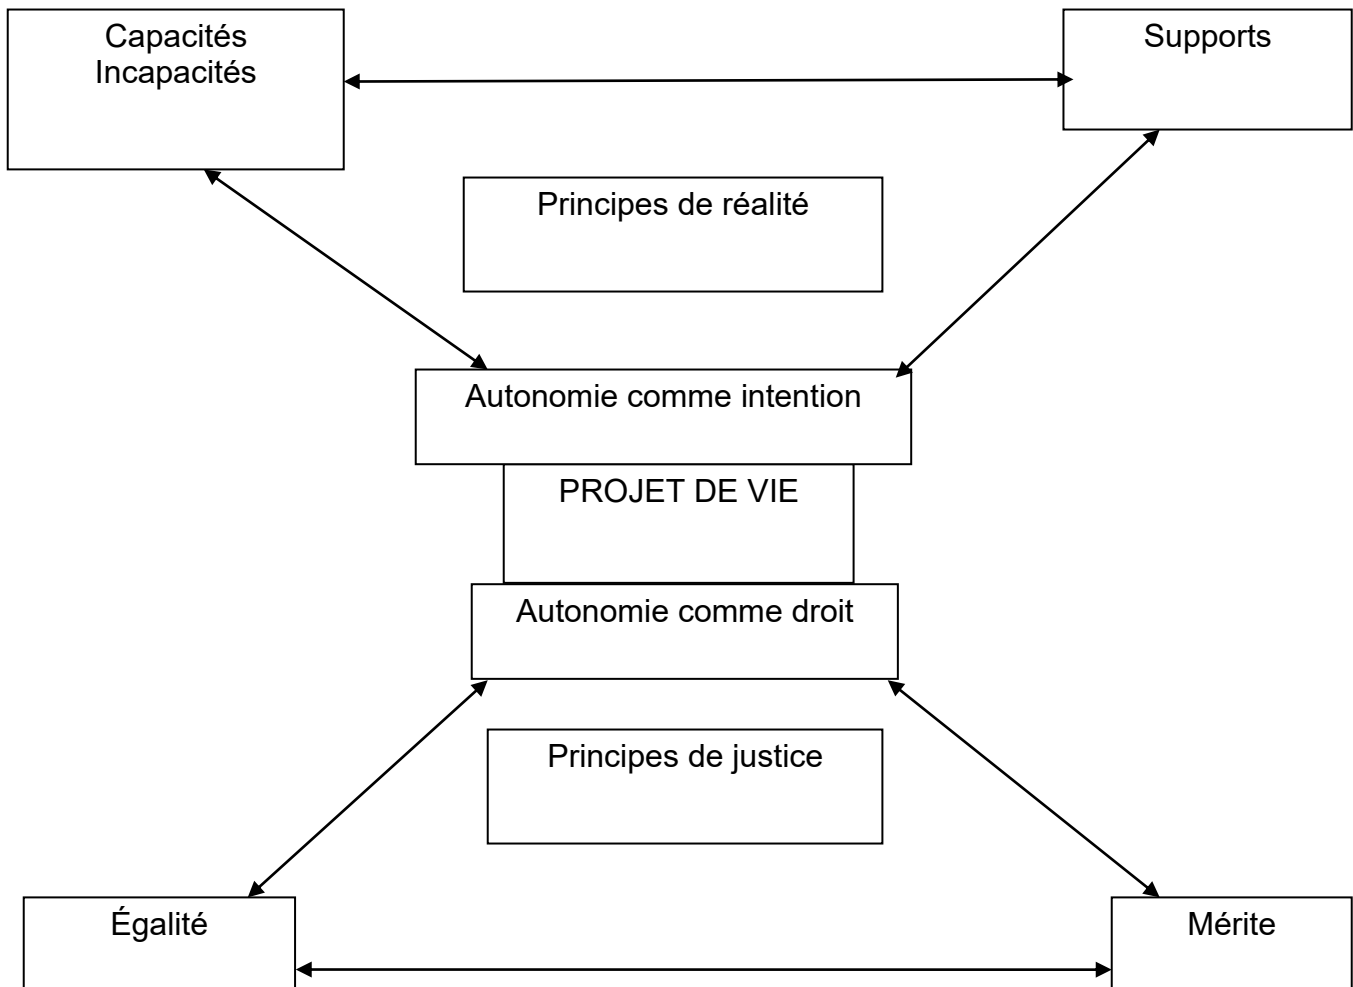 Capacités
Incapacités
Supports
Principes de réalité
Autonomie comme intention
PROJET DE VIE
Autonomie comme droit
Principes de justice
Égalité
Mérite